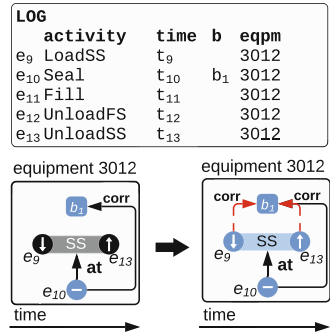 LOG
activity time b eqpm
e9 LoadSS t9 3012
e10 Seal t10 b1 3012
e11 Fill t11 3012
e12 UnloadFS t12 3012
e13 UnloadSS t13 3012
equipment 3012 equipment 3012
b1 corr corr b1 corr
SS SS
e9 e13 e9 e13
at at
e10 e10
time time